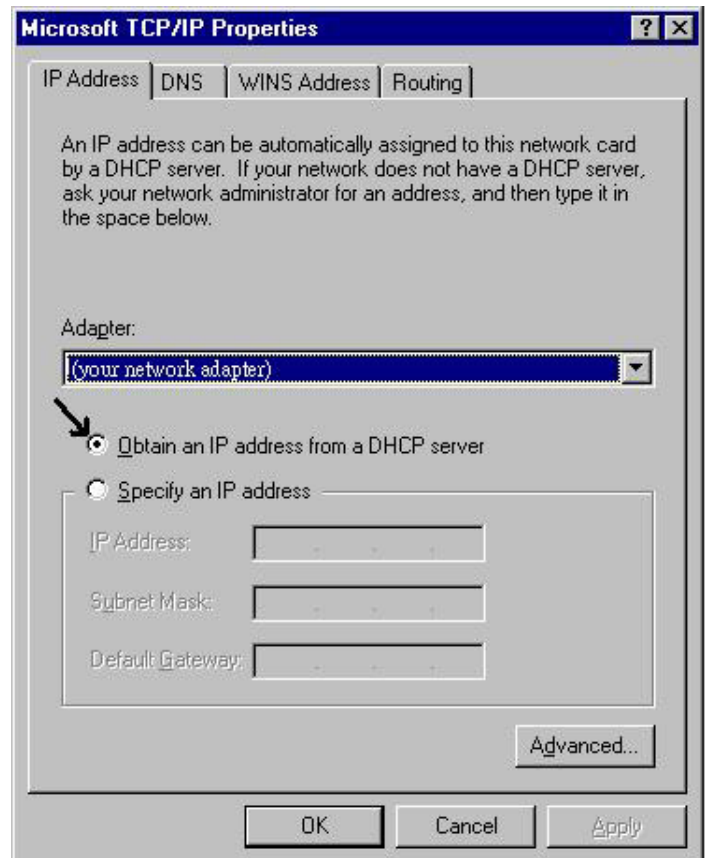 Microsoft TCP/IP Properties
IP Address
DNS
WINS Address
Routing
An IP address can be automatically assigned to this network card
by a DHCP server. If your network does not have a DHCP server,
ask your network administrator for an address, and then type it in
the space below.
Adapter:
(your network adapter)
Obtain an IP address from a DHCP server
Specify an IP address
IP Address:
Subnet Mask:
Default Gateway:
Advanced...
OK
Cancel
Apply